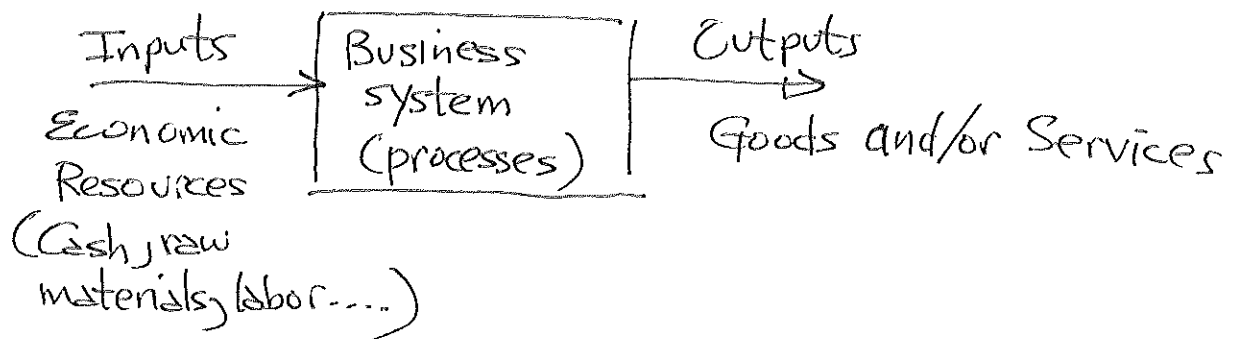 Inputs
Economic
Resources
(Cash, raw
materials, labor....)
Business
system
(processes)
Outputs
Goods and/or Services